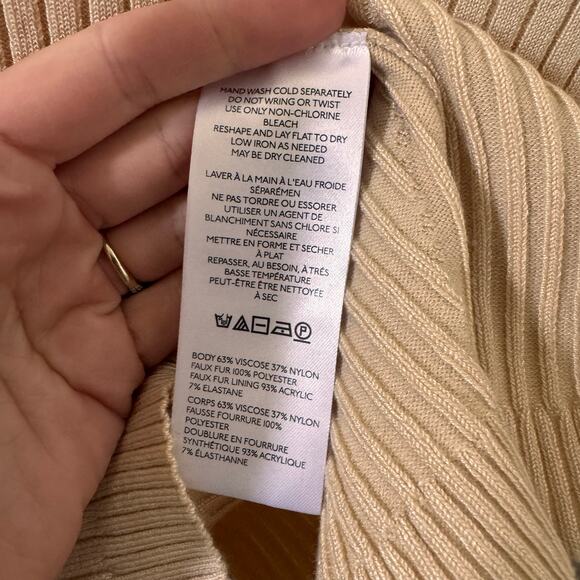 HAND WASH COLD SEPARATELY
DO NOT WRING OR TWIST
USE ONLY NON-CHLORINE
BLEACH
RESHAPE AND LAY FLAT TO DRY
LOW IRON AS NEEDED
MAY BE DRY CLEANED
LAVER À LA MAIN À L'EAU FROIDE
SÉPARÉMEN
NE PAS TORDRE OU ESSORER
UTILISER UN AGENT DE
BLANCHIMENT SANS CHLORE SI
NÉCESSAIRE
METTRE EN FORME ET SECHER
À PLAT
REPASSER, AU BESOIN, À TRÉS
BASSE TEMPÉRATURE
PEUT-ÊTRE ÊTRE NETTOYÉE
À SEC
P
BODY 63% VISCOSE 37% NYLON
FAUX FUR 100% POLYESTER
FAUX FUR LINING 93% ACRYLIC
7% ELASTANE
CORPS 63% VISCOSE 37% NYLON
FAUSSE FOURRURE 100%
POLYESTER
DOUBLURE EN FOURRURE
SYNTHÉTIQUE 93% ACRYLIQUE
7% ÉLASTHANNE